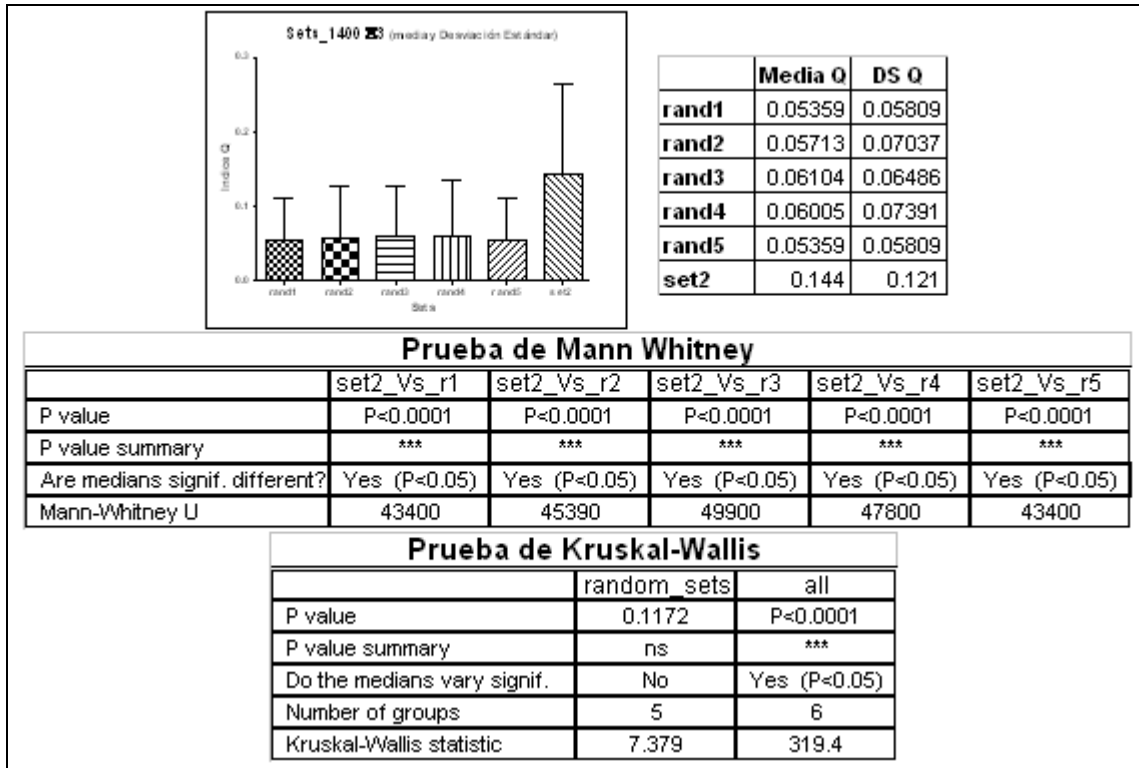 Sets_1400 (media y Desviación Estándar)
0.3
0.2
0.1
0.0
Indice Q
rand1 rand2 rand3 rand4 rand5 set2
Sets
Media Q DS Q
rand1 0.05359 0.05809
rand2 0.05713 0.07037
rand3 0.06104 0.06486
rand4 0.06005 0.07391
rand5 0.05359 0.05809
set2 0.144 0.121
Prueba de Mann Whitney
set2_Vs_r1 set2_Vs_r2 set2_Vs_r3 set2_Vs_r4 set2_Vs_r5
P value P<0.0001 P<0.0001 P<0.0001 P<0.0001 P<0.0001
P value summary *** *** *** *** ***
Are medians signif. different? Yes (P<0.05) Yes (P<0.05) Yes (P<0.05) Yes (P<0.05) Yes (P<0.05)
Mann-Whitney U 43400 45390 49900 47800 43400
Prueba de Kruskal-Wallis
random_sets all
P value 0.1172 P<0.0001
P value summary ns ***
Do the medians vary signif. No Yes (P<0.05)
Number of groups 5 6
Kruskal-Wallis statistic 7.379 319.4